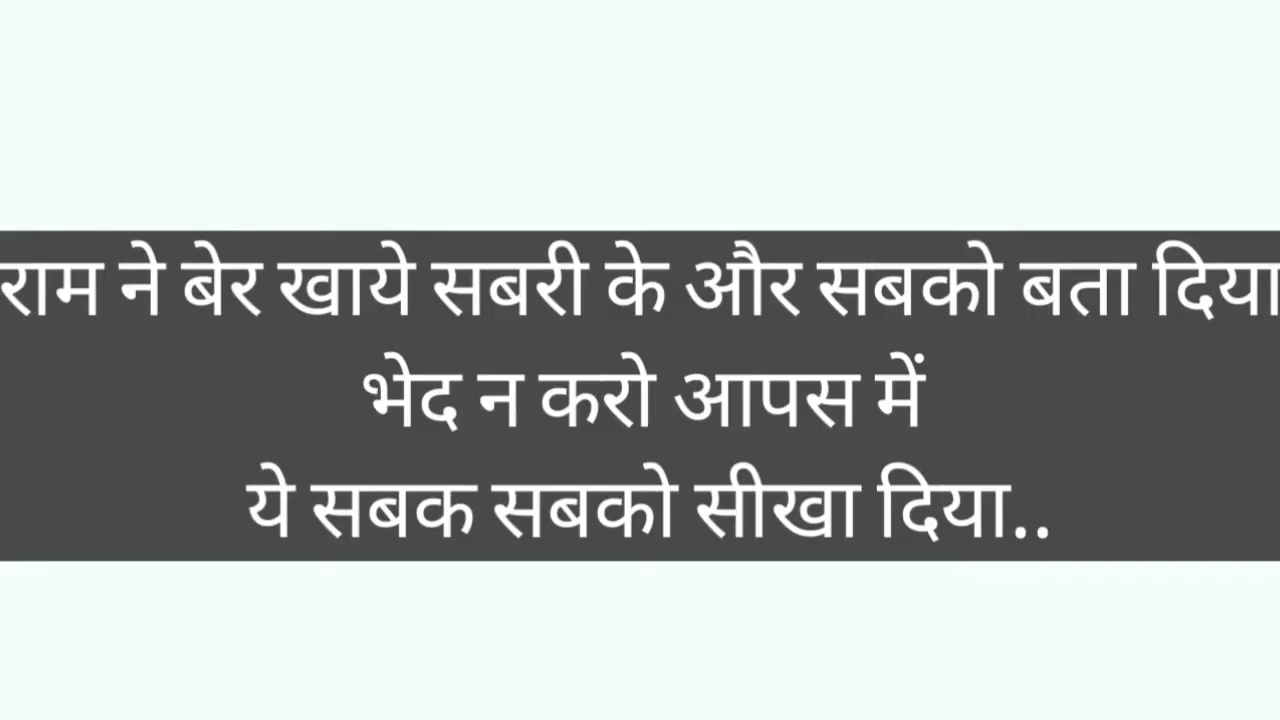 राम ने बेर खाये सबरी के और सबको बता दिया
भेद न करो आपस में
ये सबक सबको सीखा दिया..